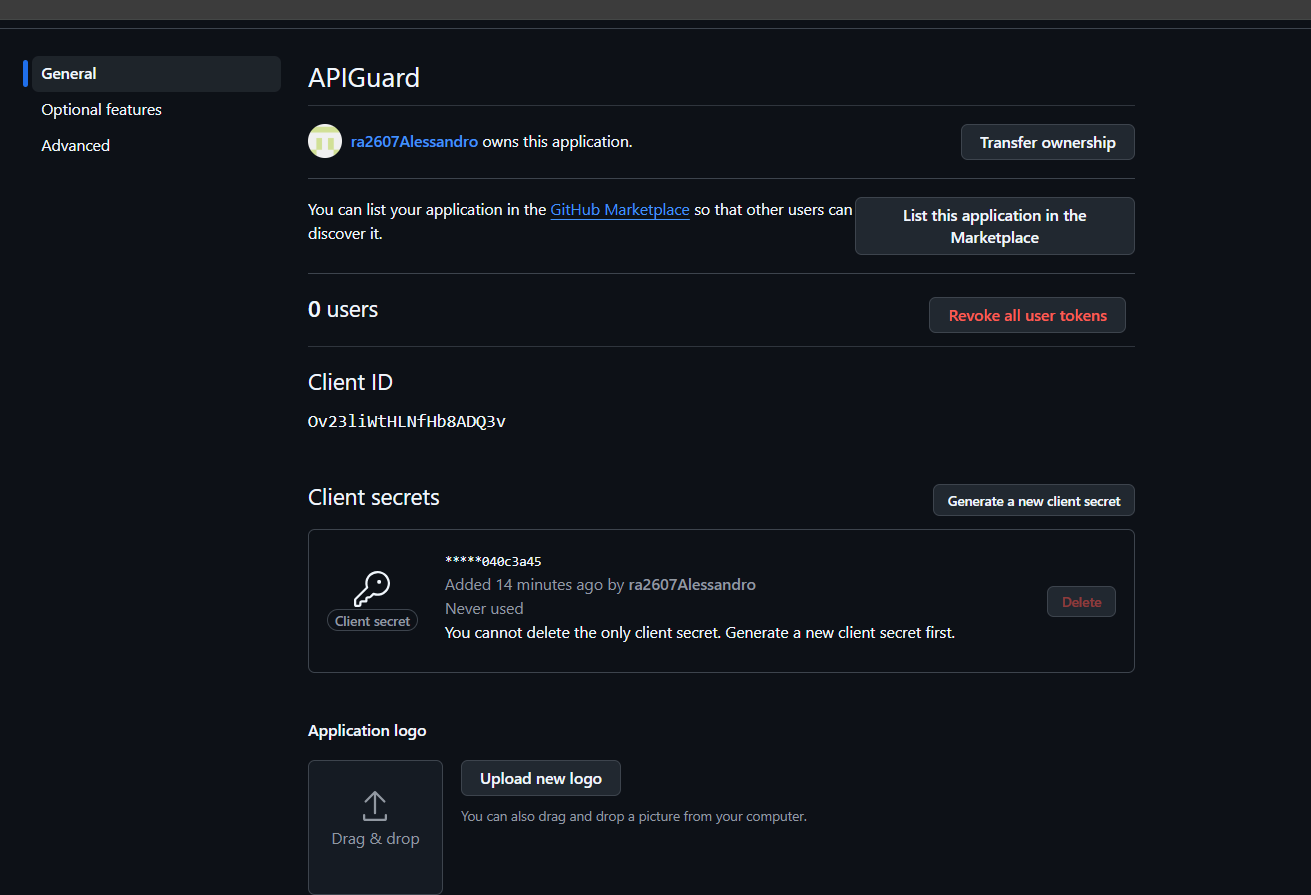 General
Optional features
Advanced
APIGuard
ra2607Alessandro owns this application.
Transfer ownership
You can list your application in the GitHub Marketplace so that other users can
discover it.
List this application in the
Marketplace
0 users
Revoke all user tokens
Client ID
Ov23liWtHLNfHb8ADQ3v
Client secrets
Generate a new client secret
*****040c3a45
Added 14 minutes ago by ra2607Alessandro
Never used
You cannot delete the only client secret. Generate a new client secret first.
Client secret
Delete
Application logo
Drag & drop
Upload new logo
You can also drag and drop a picture from your computer.